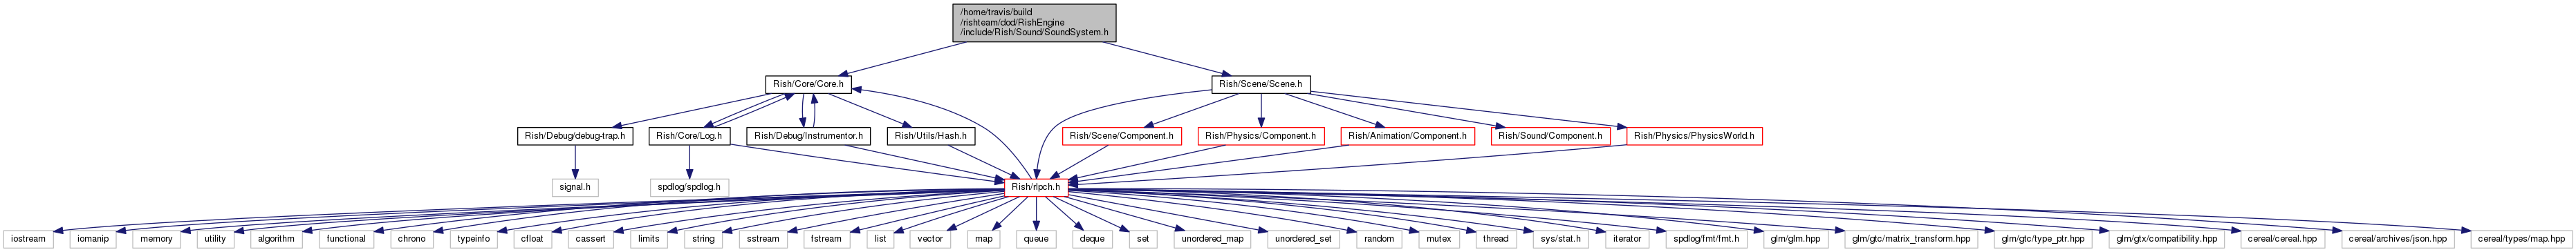 /home/travis/build
/rishteam/dod/RishEngine
/include/Rish/Sound/SoundSystem.h
Rish/Core/Core.h
Rish/Scene/Scene.h
Rish/Debug/debug-trap.h
Rish/Core/Log.h
Rish/Debug/Instrumentor.h
Rish/Utils/Hash.h
Rish/Scene/Component.h
Rish/Physics/Component.h
Rish/Animation/Component.h
Rish/Sound/Component.h
Rish/Physics/PhysicsWorld.h
signal.h
spdlog/spdlog.h
Rish/rlpch.h
iostream
iomanip
memory
utility
algorithm
functional
chrono
typeinfo
cfloat
cassert
limits
string
sstream
fstream
list
vector
map
queue
deque
set
unordered_map
unordered_set
random
mutex
thread
sys/stat.h
iterator
spdlog/fmt/fmt.h
glm/glm.hpp
glm/gtc/matrix_transform.hpp
glm/gtc/type_ptr.hpp
glm/gtx/compatibility.hpp
cereal/cereal.hpp
cereal/archives/json.hpp
cereal/types/map.hpp